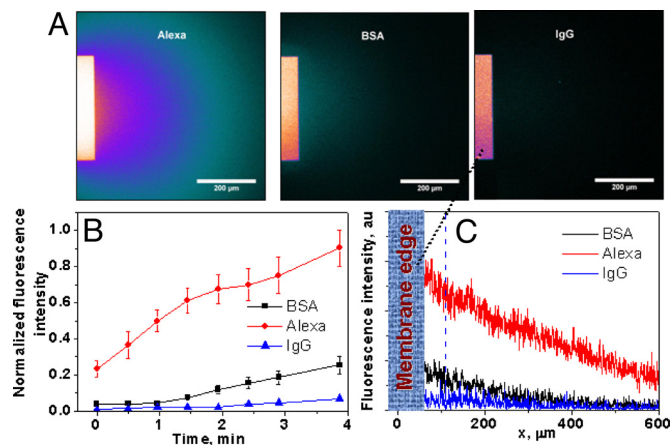 A
Alexa
BSA
IgG
200 µm
200 µm
200 µm
B
Normalized fluorescence
intensity
1.0
0.8
0.6
0.4
0.2
0.0
BSA
Alexa
IgG
0
1
2
3
4
Time, min
C
Fluorescence intensity, au
Membrane edge
BSA
Alexa
IgG
0
200
400
600
x, µm